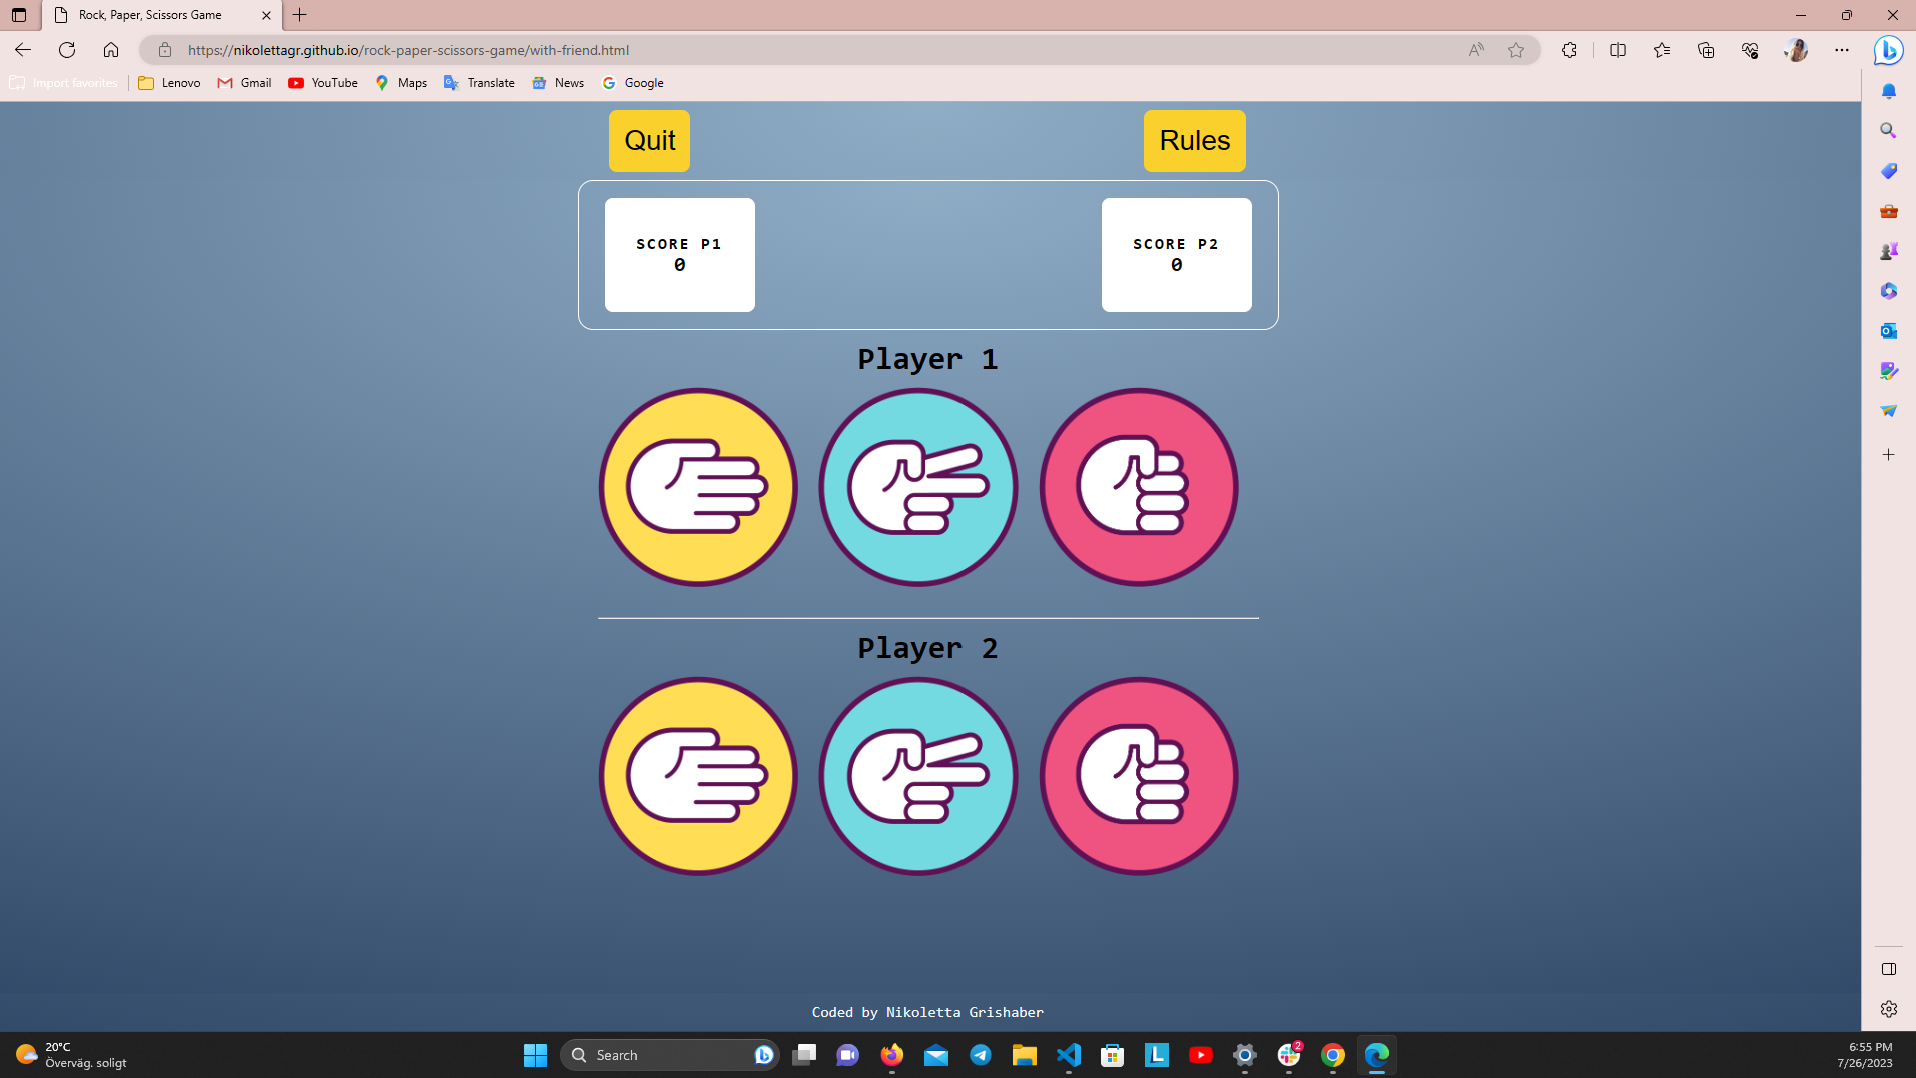 Rock, Paper, Scissors Game
https://nikolettagr.github.io/rock-paper-scissors-game/with-friend.html
Import favorites Lenovo Gmail YouTube Maps Translate News Google
Quit Rules
SCORE P1 SCORE P2
0 0
Player 1
Player 2
Coded by Nikoletta Grishaber
20°C
Överväg. soligt
Search
L
2
6:55 PM
7/26/2023